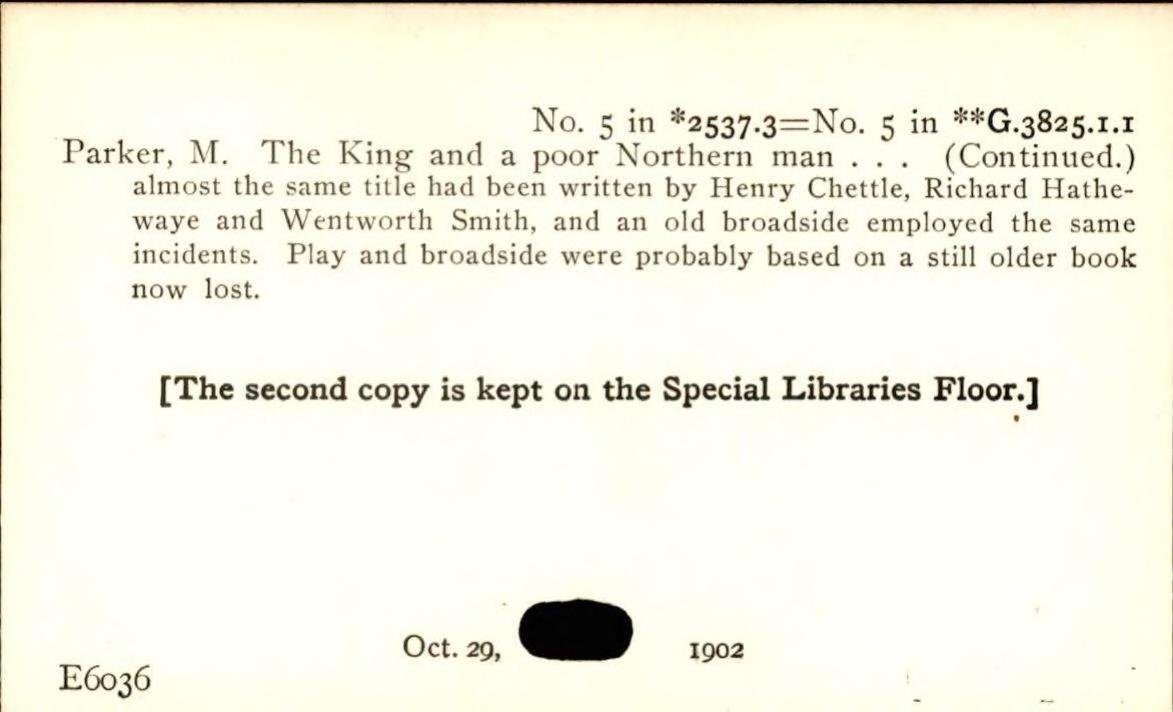 No. 5 in *2537.3=No. 5 in **G.3825.1.1
Parker, M. The King and a poor Northern man . . . (Continued.)
almost the same title had been written by Henry Chettle, Richard Hathe-
waye and Wentworth Smith, and an old broadside employed the same
incidents. Play and broadside were probably based on a still older book
now lost.
[The second copy is kept on the Special Libraries Floor.]
Oct. 29, 1902
E6036